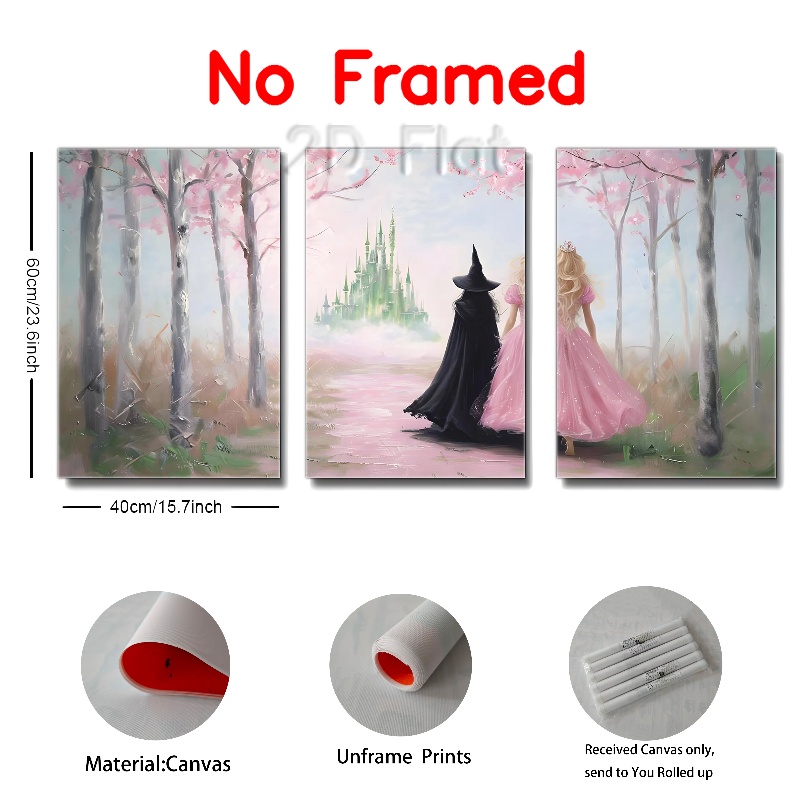 No Framed
2D Flat
60cm/23.6inch
40cm/15.7inch
Material:Canvas
Unframe Prints
Received Canvas only,
send to You Rolled up